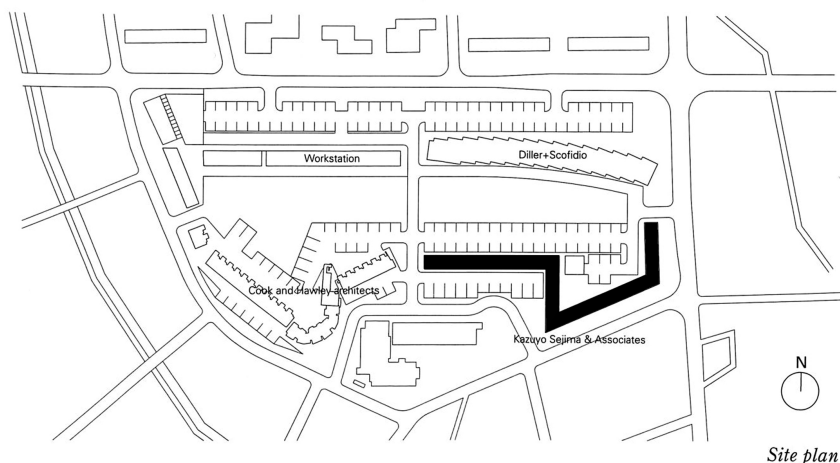 Workstation
Diller+Scofidio
Cook and Hawley architects
Kazuyo Sejima & Associates
N
Site plan